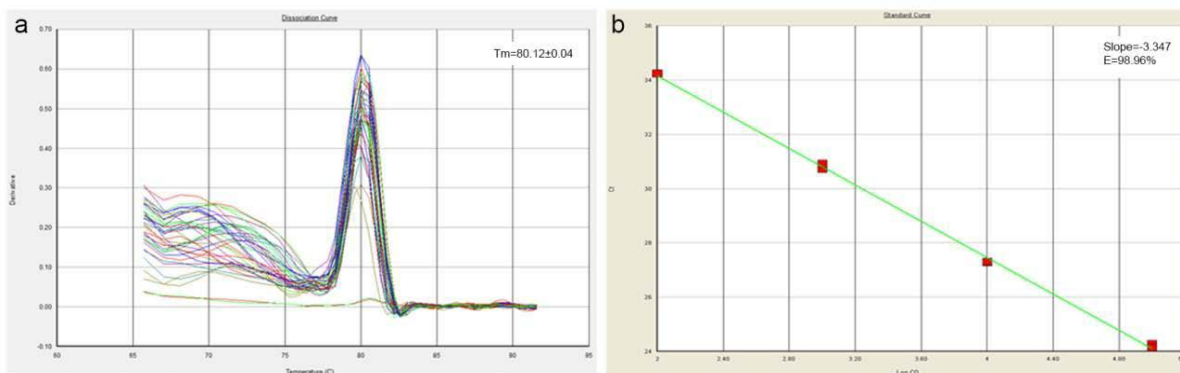 a
Dissociation Curve
Tm=80.12±0.04
0.70
0.60
0.50
0.40
0.30
0.20
0.10
0.00
-0.10
Derivative
60 65 70 75 80 85 90 95
Temperature (C)
b
Standard Curve
Slope=-3.347
E=98.96%
36
34
32
30
28
26
24
Ct
2.40 3.20 3.60 4 4.40 4.80
Log CO